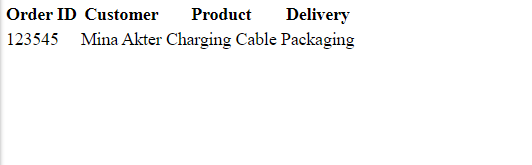 Order ID Customer Product Delivery
123545 Mina Akter Charging Cable Packaging